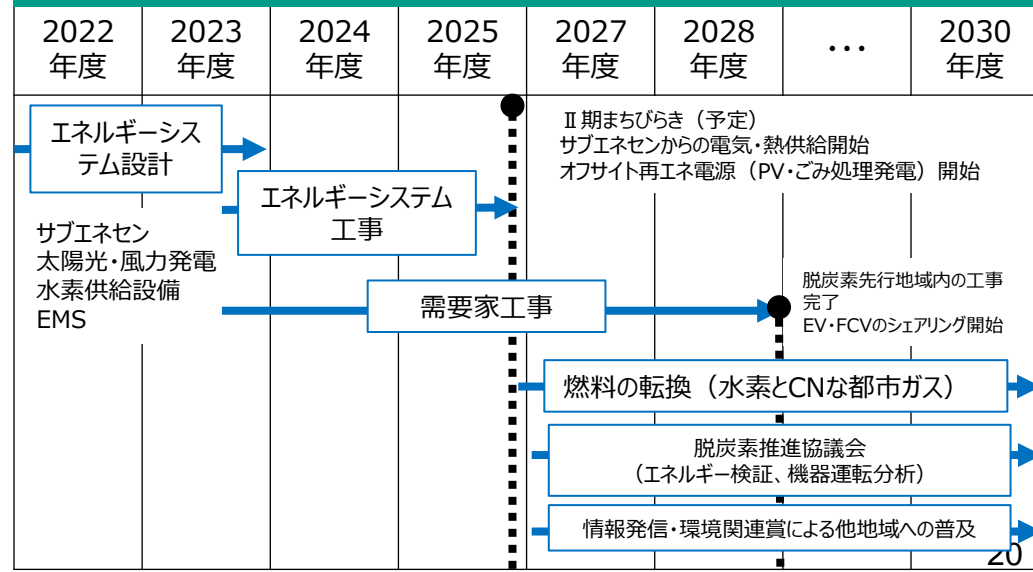 2022
年度
2023
年度
2024
年度
2025
年度
2027
年度
2028
年度
…
2030
年度
エネルギーシス
テム設計
Ⅱ期まちびらき（予定）
サブエネセンからの電気・熱供給開始
オフサイト再エネ電源（PV・ごみ処理発電）開始
エネルギーシステム
工事
サブエネセン
太陽光・風力発電
水素供給設備
EMS
需要家工事
脱炭素先行地域内の工事
完了
EV・FCVのシェアリング開始
燃料の転換（水素とCNな都市ガス）
脱炭素推進協議会
（エネルギー検証、機器運転分析）
情報発信・環境関連賞による他地域への普及
20